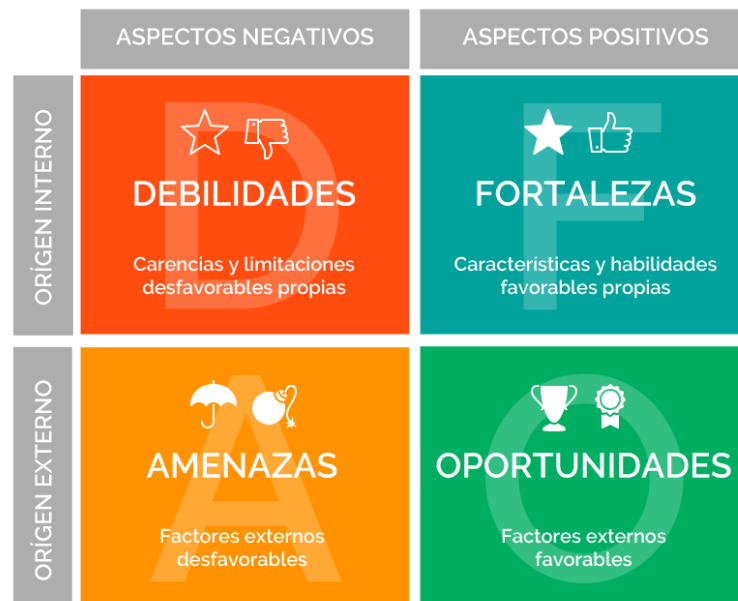 ASPECTOS NEGATIVOS
ASPECTOS POSITIVOS
ORÍGEN INTERNO
D
DEBILIDADES
Carencias y limitaciones
desfavorables propias
F
FORTALEZAS
Características y habilidades
favorables propias
ORÍGEN EXTERNO
A
AMENAZAS
Factores externos
desfavorables
O
OPORTUNIDADES
Factores externos
favorables